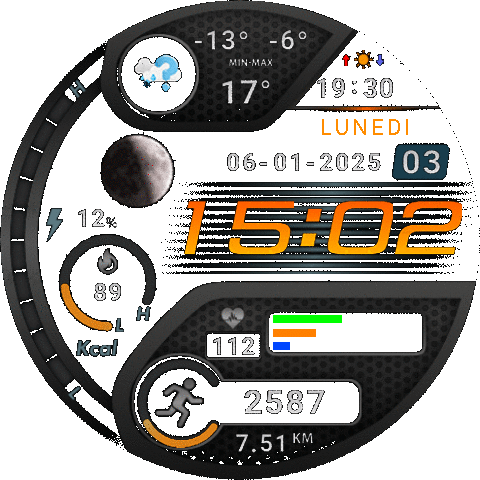 -13° -6°
MIN-MAX
17°
19:30
LUNEDI
06-01-2025 03
H
15:02
12%
89
H
L
Kcal
112
L
2587
7.51 KM